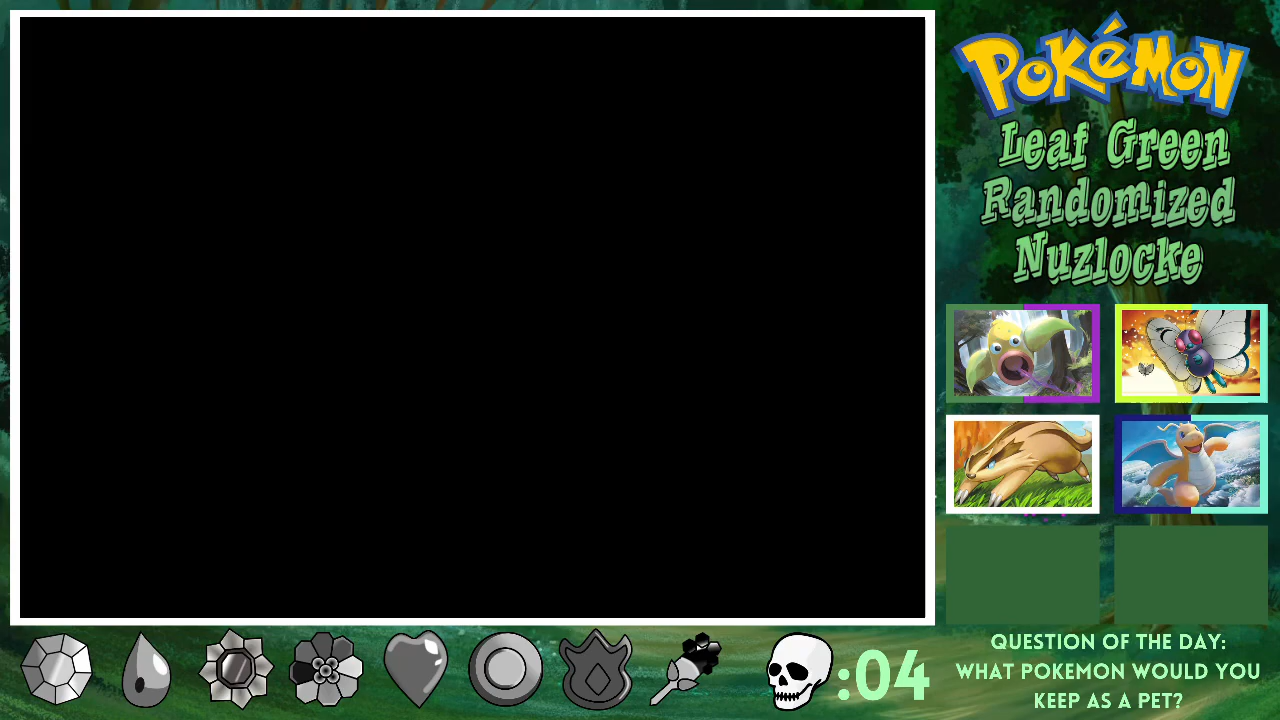 POKéMON
Leaf Green
Randomized
Nuzlocke
:04
QUESTION OF THE DAY:
WHAT POKEMON WOULD YOU
KEEP AS A PET?